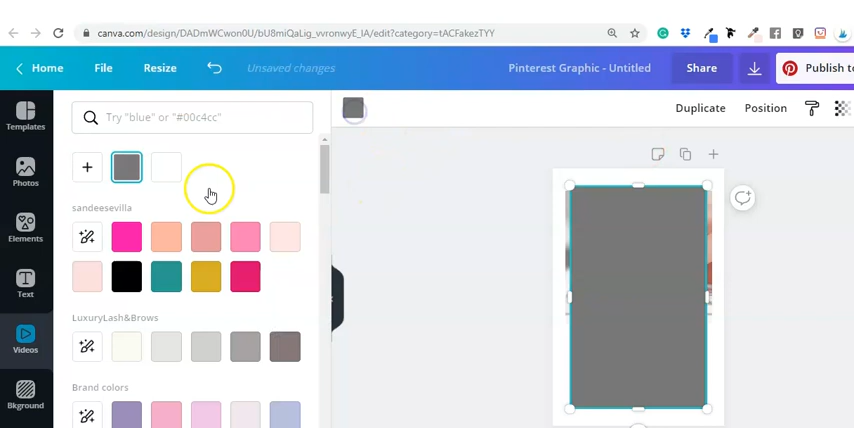 canva.com/design/DADmWCwon0U/bU8miQaLig_vvronwyE_IA/edit?category=tACFakezTYY
Home
File
Resize
Unsaved changes
Pinterest Graphic - Untitled
Share
Publish to
Templates
Photos
Elements
Text
Videos
Bkground
Try "blue" or "#00c4cc"
sandeesevilla
LuxuryLash&Brows
Brand colors
Duplicate
Position